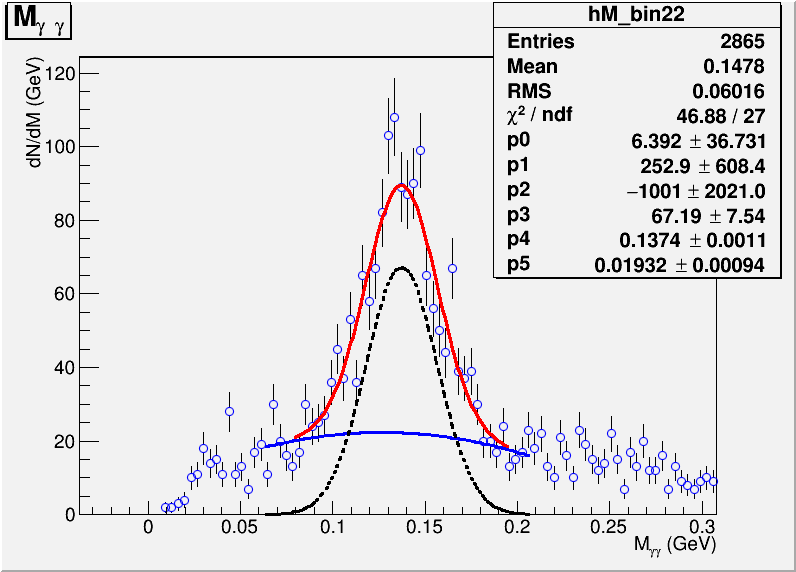 Mγ γ
hM_bin22
Entries 2865
Mean 0.1478
RMS 0.06016
χ² / ndf 46.88 / 27
p0 6.392 ± 36.731
p1 252.9 ± 608.4
p2 −1001 ± 2021.0
p3 67.19 ± 7.54
p4 0.1374 ± 0.0011
p5 0.01932 ± 0.00094
dN/dM (GeV)
120
100
80
60
40
20
0
0 0.05 0.1 0.15 0.2 0.25 0.3
Mγγ (GeV)